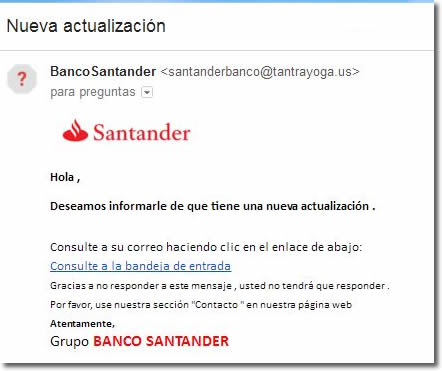 Nueva actualización
?
BancoSantander <santanderbanco@tantrayoga.us>
para preguntas
Santander
Hola ,
Deseamos informarle de que tiene una nueva actualización .
Consulte a su correo haciendo clic en el enlace de abajo:
Consulte a la bandeja de entrada
Gracias a no responder a este mensaje , usted no tendrá que responder .
Por favor, use nuestra sección "Contacto " en nuestra página web
Atentamente,
Grupo BANCO SANTANDER